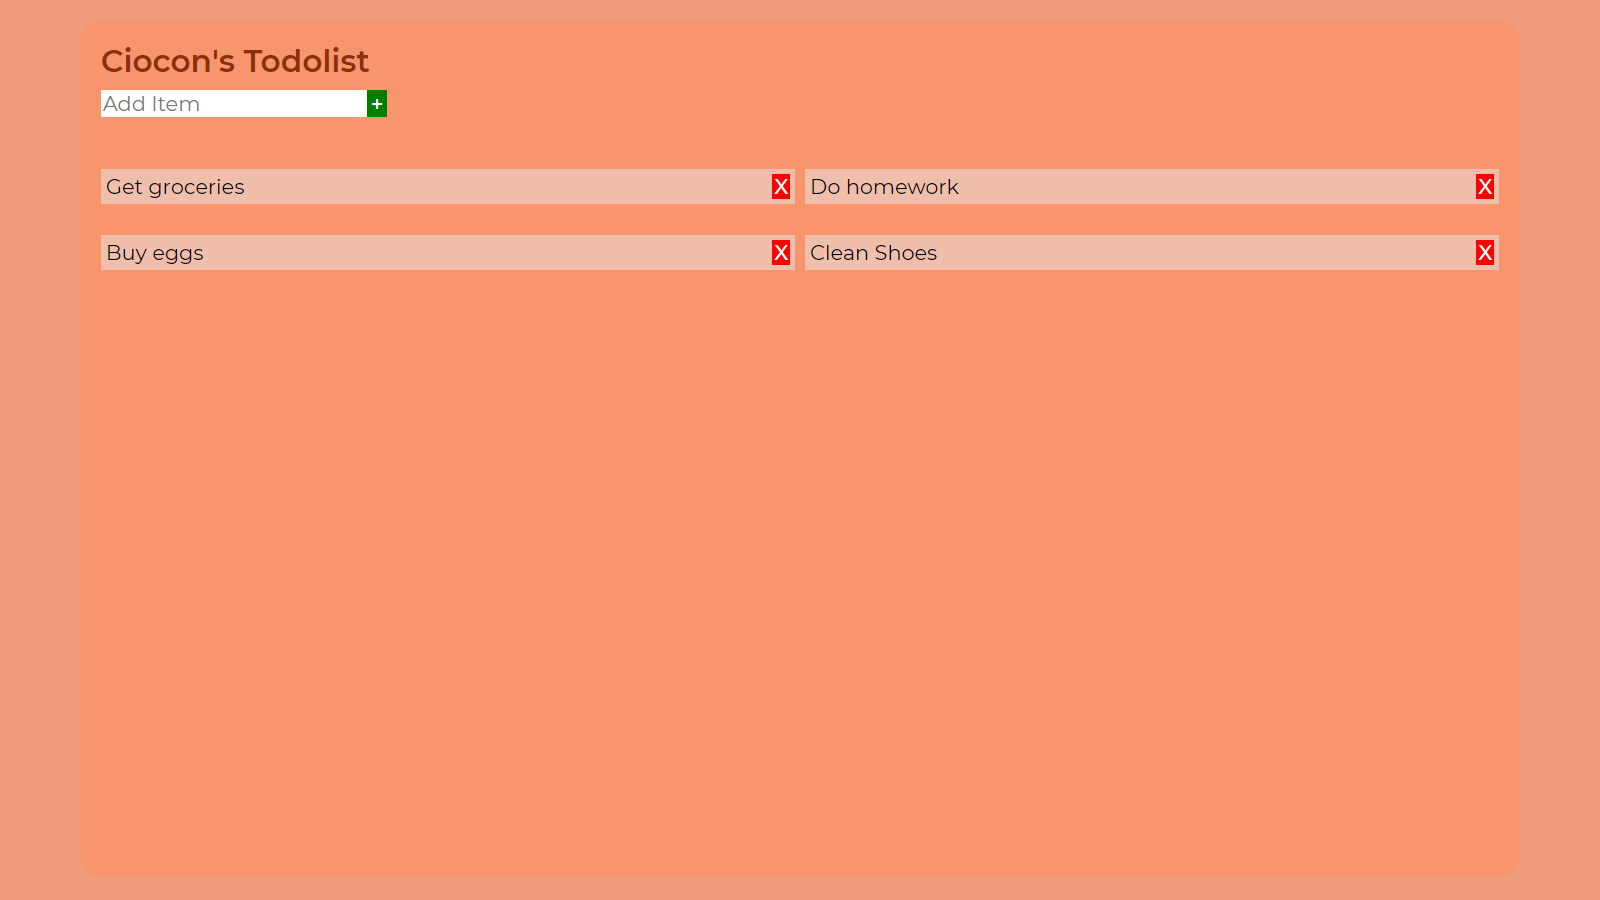 Ciocon's Todolist
Add Item +
Get groceries X
Do homework X
Buy eggs X
Clean Shoes X